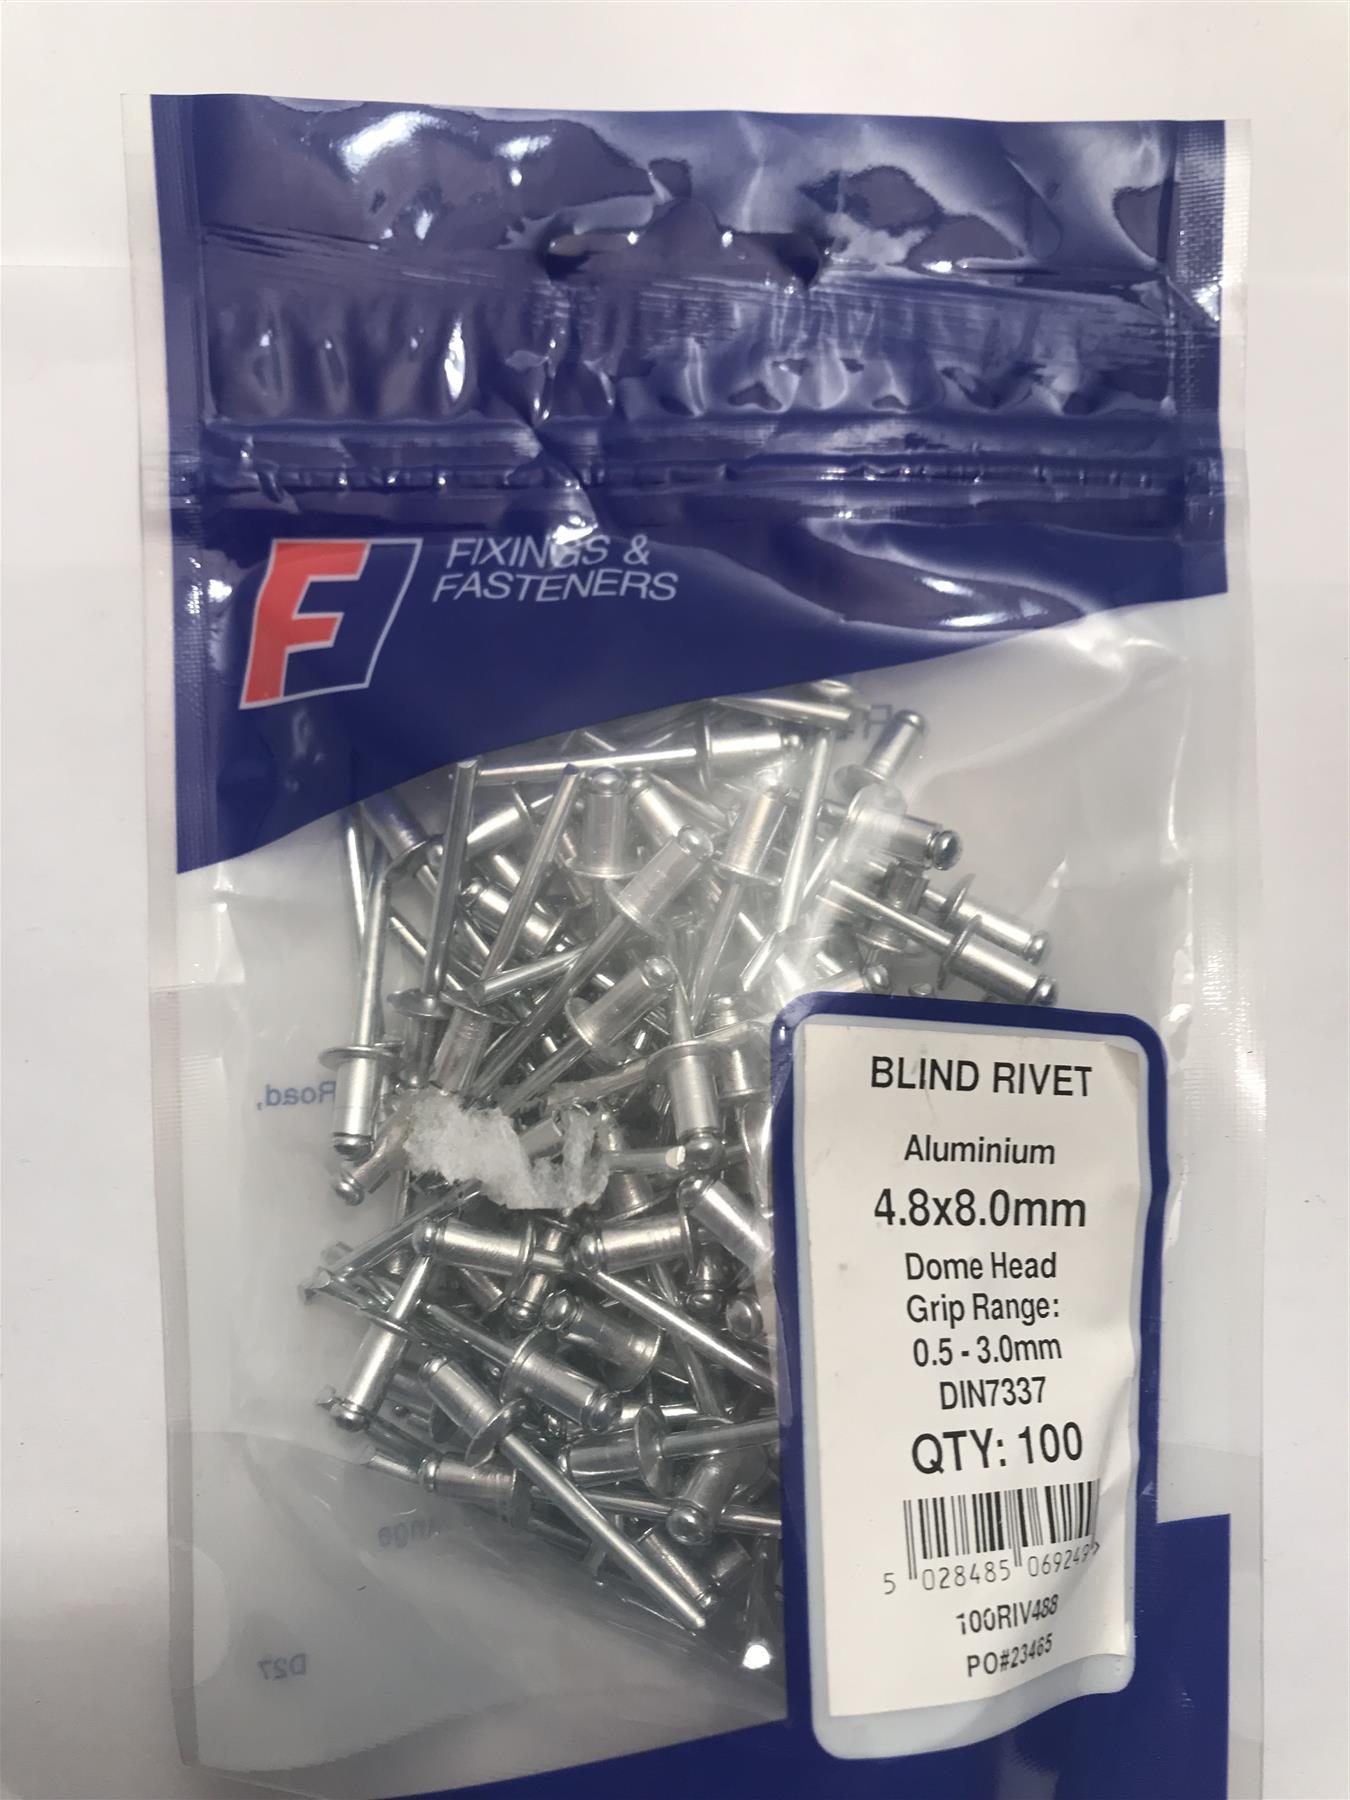 FIXINGS &
FASTENERS
Road,
BLIND RIVET
Aluminium
4.8x8.0mm
Dome Head
Grip Range:
0.5 - 3.0mm
DIN7337
QTY: 100
5 028485 069249 >
100RIV488
PO#23465
D27